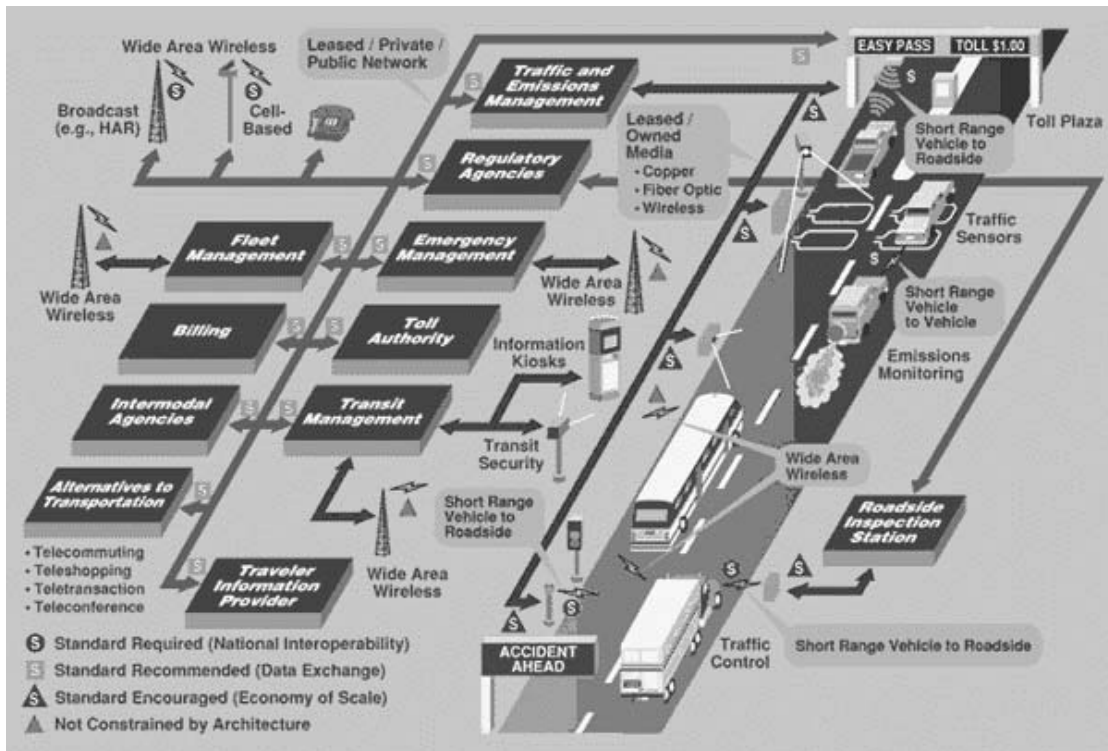 Wide Area Wireless
Leased / Private /
Public Network
EASY PASS
TOLL $1.00
Broadcast
(e.g., HAR)
Cell-
Based
Traffic and
Emissions
Management
Toll Plaza
Short Range
Vehicle to
Roadside
Leased /
Owned
Media
• Copper
• Fiber Optic
• Wireless
Regulatory
Agencies
Traffic
Sensors
Fleet
Management
Emergency
Management
Wide Area
Wireless
Wide Area
Wireless
Short Range
Vehicle
to Vehicle
Billing
Toll
Authority
Information
Kiosks
Emissions
Monitoring
Intermodal
Agencies
Transit
Management
Transit
Security
Wide Area
Wireless
Alternatives to
Transportation
Short Range
Vehicle to
Roadside
Roadside
Inspection
Station
• Telecommuting
• Teleshopping
• Teletransaction
• Teleconference
Traveler
Information
Provider
Wide Area
Wireless
ACCIDENT
AHEAD
Traffic
Control
Short Range Vehicle to Roadside
S Standard Required (National Interoperability)
S Standard Recommended (Data Exchange)
S Standard Encouraged (Economy of Scale)
Not Constrained by Architecture